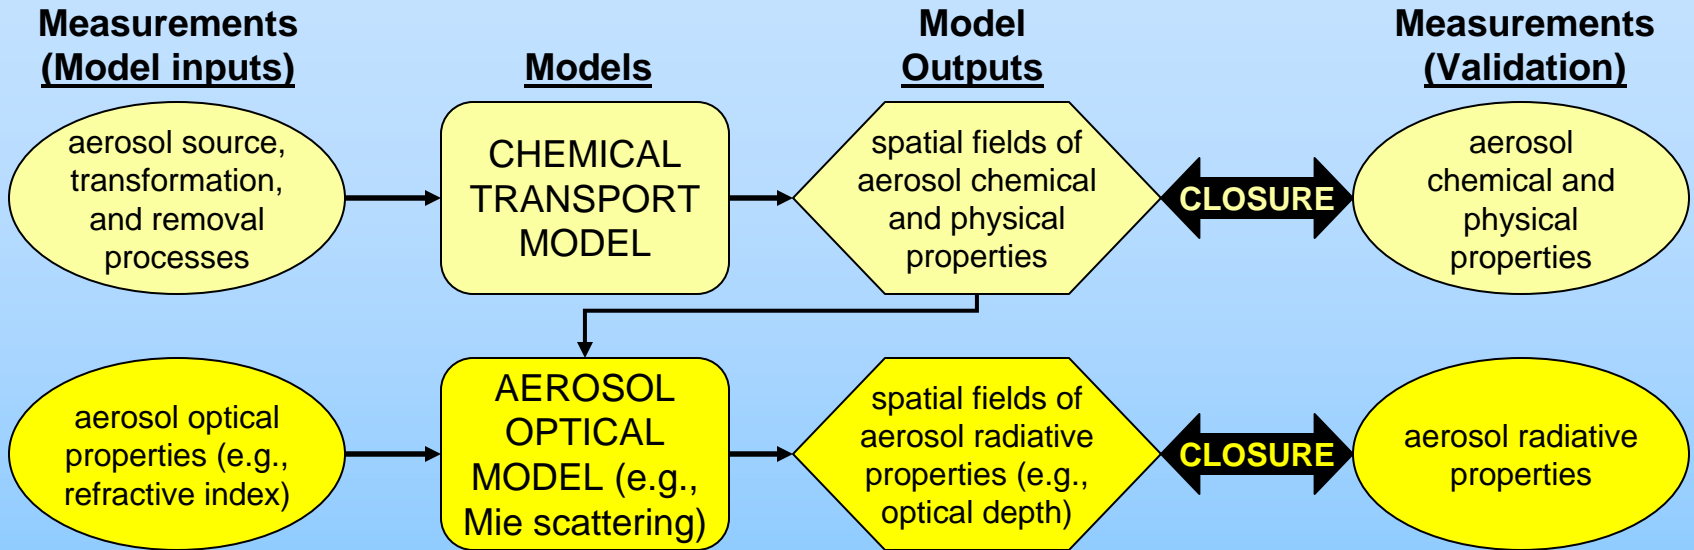 Measurements
(Model inputs)
Models
Model
Outputs
Measurements
(Validation)
aerosol source,
transformation,
and removal
processes
CHEMICAL
TRANSPORT
MODEL
spatial fields of
aerosol chemical
and physical
properties
CLOSURE
aerosol
chemical and
physical
properties
aerosol optical
properties (e.g.,
refractive index)
AEROSOL
OPTICAL
MODEL (e.g.,
Mie scattering)
spatial fields of
aerosol radiative
properties (e.g.,
optical depth)
CLOSURE
aerosol radiative
properties